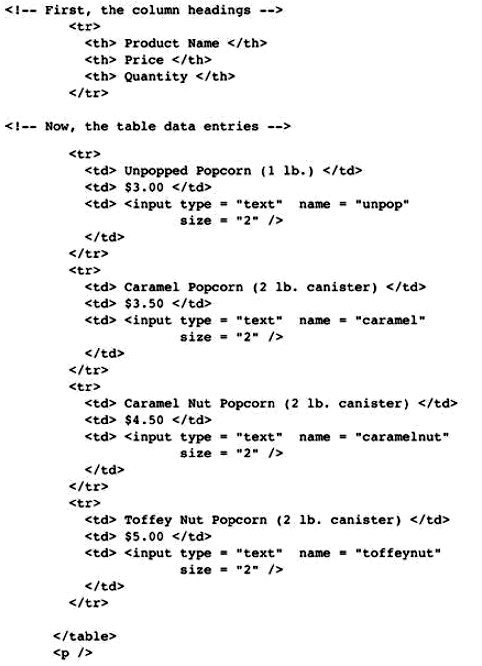 <!-- First, the column headings -->
<tr>
<th> Product Name </th>
<th> Price </th>
<th> Quantity </th>
</tr>
<!-- Now, the table data entries -->
<tr>
<td> Unpopped Popcorn (1 lb.) </td>
<td> $3.00 </td>
<td> <input type = "text" name = "unpop"
size = "2" />
</td>
</tr>
<tr>
<td> Caramel Popcorn (2 lb. canister) </td>
<td> $3.50 </td>
<td> <input type = "text" name = "caramel"
size = "2" />
</td>
</tr>
<tr>
<td> Caramel Nut Popcorn (2 lb. canister) </td>
<td> $4.50 </td>
<td> <input type = "text" name = "caramelnut"
size = "2" />
</td>
</tr>
<tr>
<td> Toffey Nut Popcorn (2 lb. canister) </td>
<td> $5.00 </td>
<td> <input type = "text" name = "toffeynut"
size = "2" />
</td>
</tr>
</table>
<p />